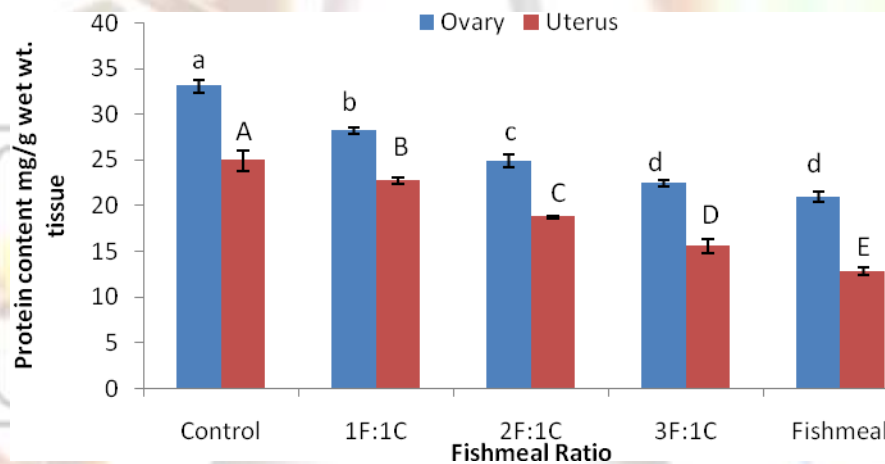 Ovary Uterus
Protein content mg/g wet wt.
tissue
40
35
30
25
20
15
10
5
0
a
A
b
B
c
C
d
D
d
E
Control 1F:1C 2F:1C 3F:1C Fishmeal
Fishmeal Ratio